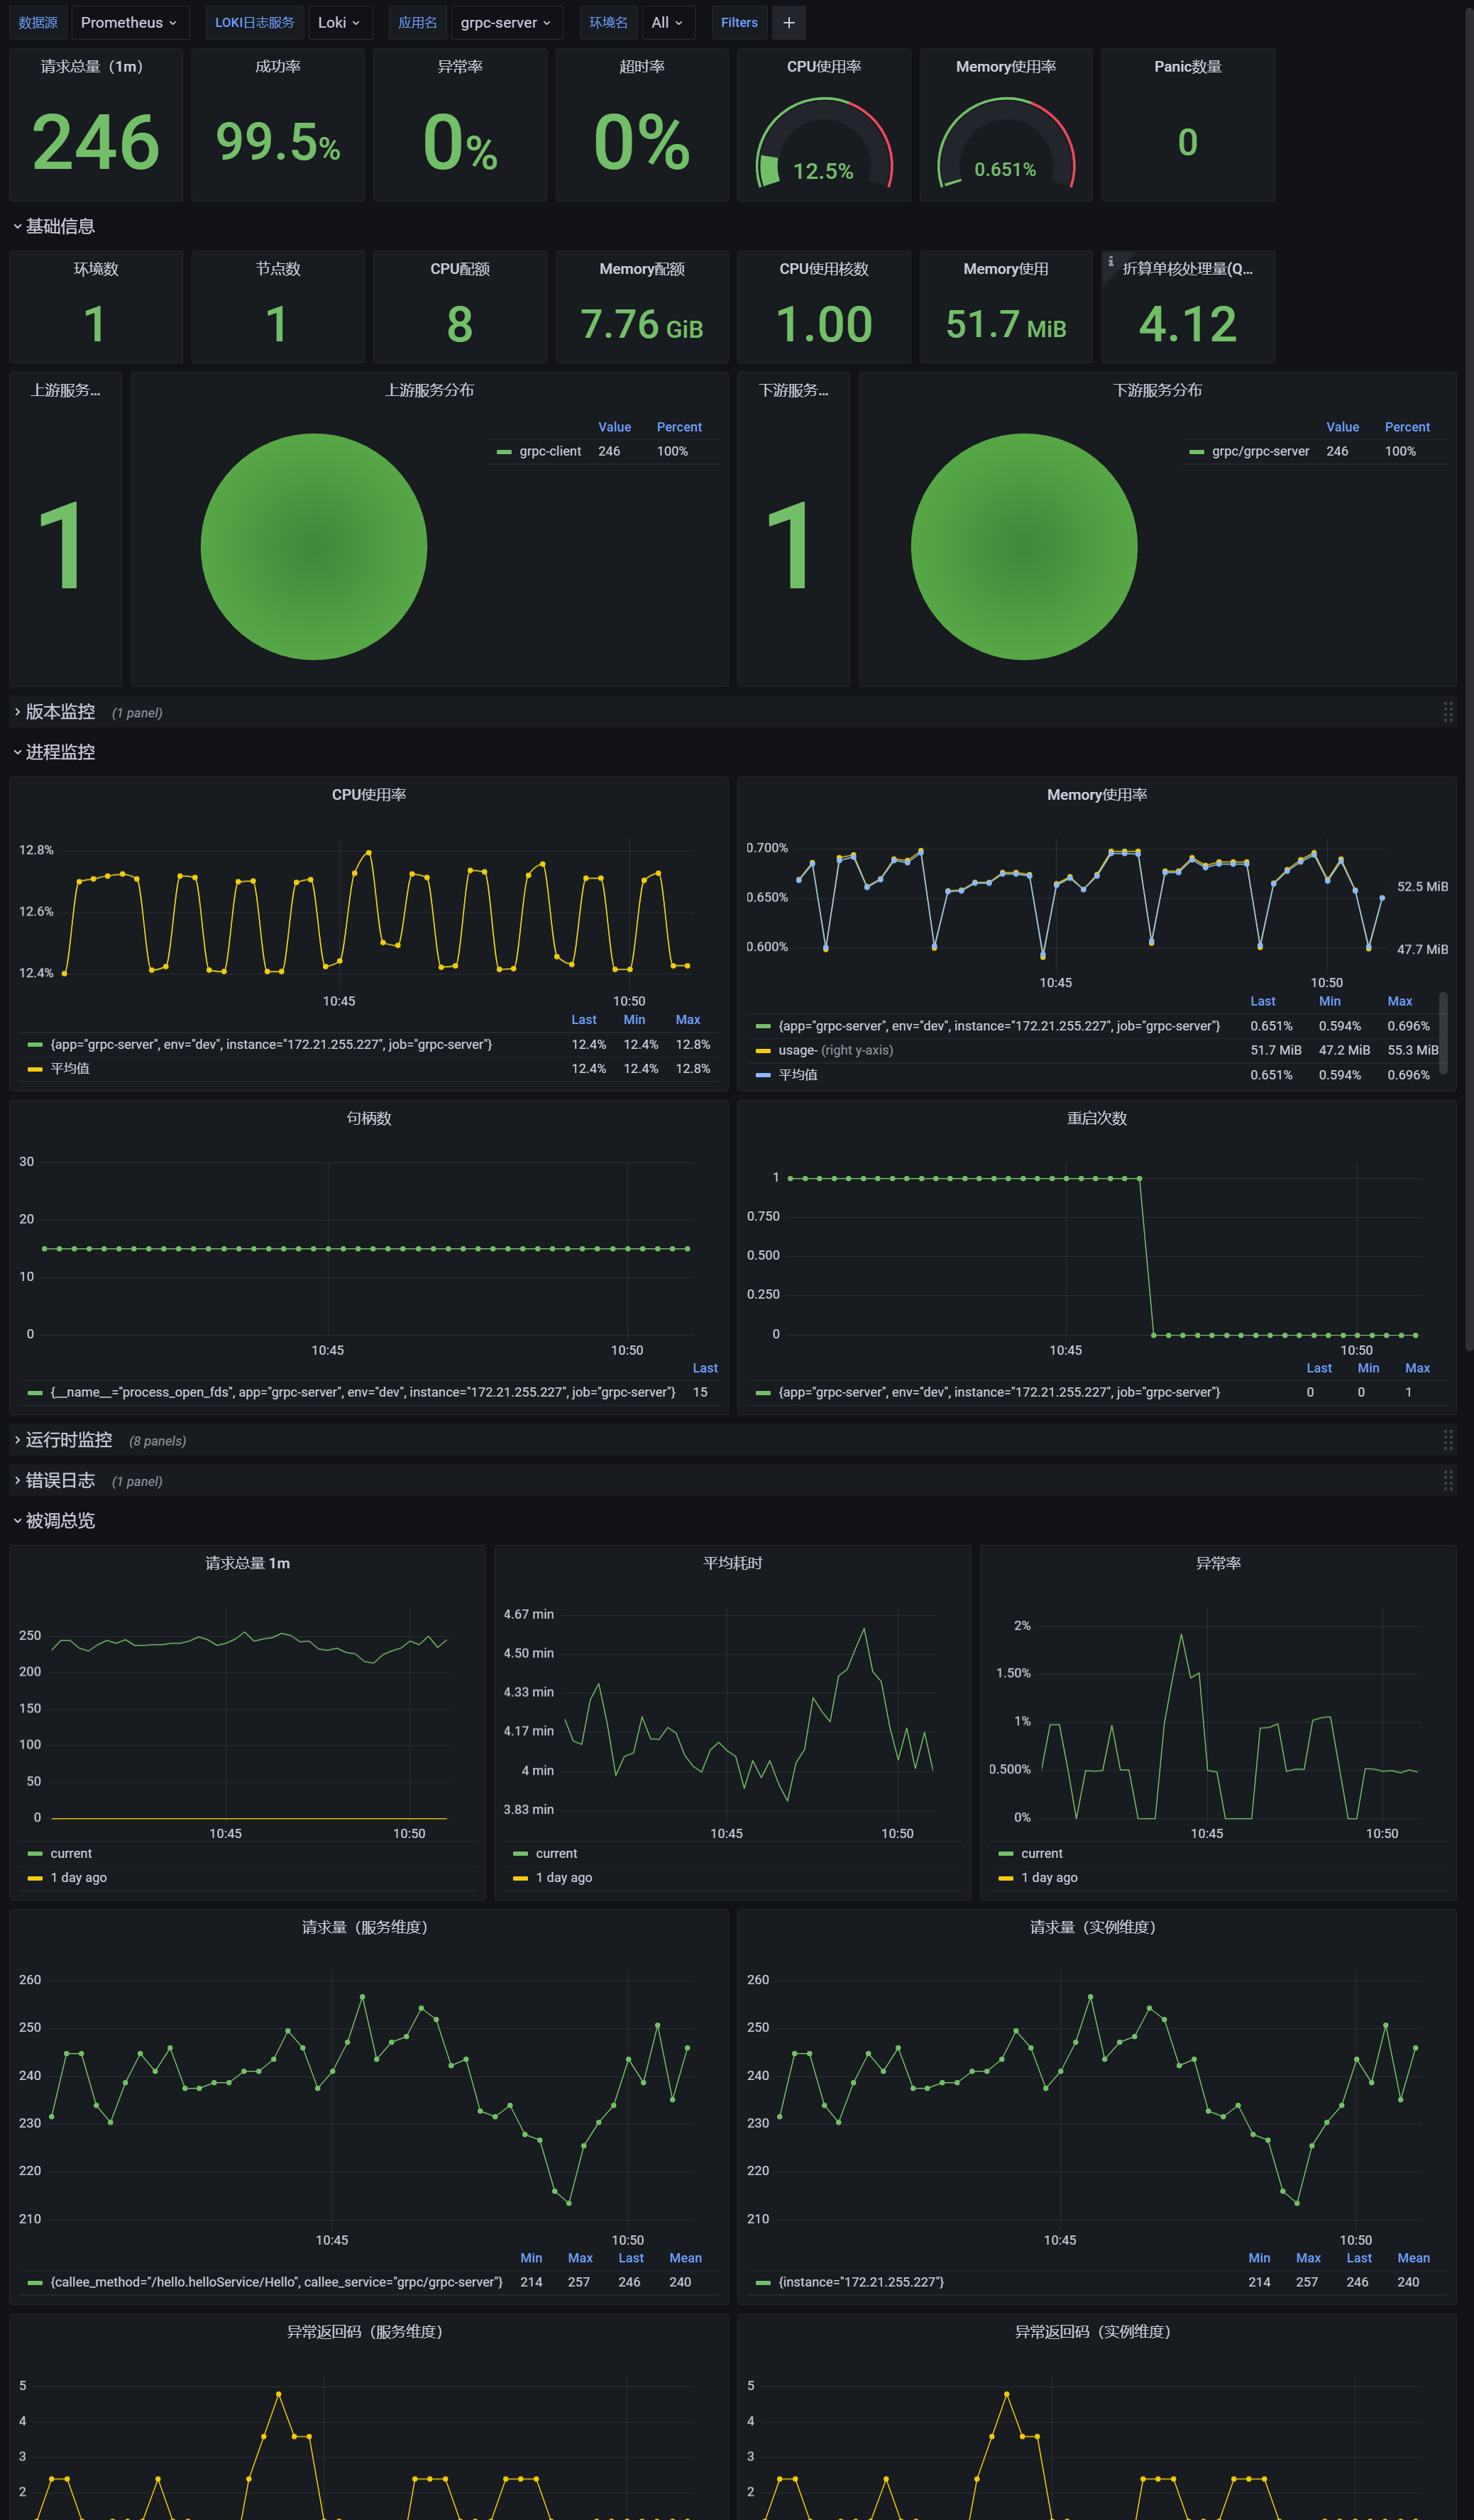 数据源 Prometheus LOKI日志服务 Loki 应用名 grpc-server 环境名 All Filters +
请求总量（1m） 成功率 异常率 超时率 CPU使用率 Memory使用率 Panic数量
246 99.5% 0% 0% 12.5% 0.651% 0
基础信息
环境数 节点数 CPU配额 Memory配额 CPU使用核数 Memory使用 i 折算单核处理量(Q...
1 1 8 7.76 GiB 1.00 51.7 MiB 4.12
上游服务... 上游服务分布 下游服务... 下游服务分布
Value Percent Value Percent
grpc-client 246 100% grpc/grpc-server 246 100%
1 1
版本监控 (1 panel)
进程监控
CPU使用率
12.8%
12.6%
12.4%
10:45 10:50
Last Min Max
{app="grpc-server", env="dev", instance="172.21.255.227", job="grpc-server"} 12.4% 12.4% 12.8%
平均值 12.4% 12.4% 12.8%
Memory使用率
0.700%
0.650%
0.600%
52.5 MiB
47.7 MiB
10:45 10:50
Last Min Max
{app="grpc-server", env="dev", instance="172.21.255.227", job="grpc-server"} 0.651% 0.594% 0.696%
usage- (right y-axis) 51.7 MiB 47.2 MiB 55.3 MiB
平均值 0.651% 0.594% 0.696%
句柄数
30
20
10
0
10:45 10:50
Last
{__name__="process_open_fds", app="grpc-server", env="dev", instance="172.21.255.227", job="grpc-server"} 15
重启次数
1
0.750
0.500
0.250
0
10:45 10:50
Last Min Max
{app="grpc-server", env="dev", instance="172.21.255.227", job="grpc-server"} 0 0 1
运行时监控 (8 panels)
错误日志 (1 panel)
被调总览
请求总量 1m
250
200
150
100
50
0
10:45 10:50
current
1 day ago
平均耗时
4.67 min
4.50 min
4.33 min
4.17 min
4 min
3.83 min
10:45 10:50
current
1 day ago
异常率
2%
1.50%
1%
0.500%
0%
10:45 10:50
current
1 day ago
请求量（服务维度）
260
250
240
230
220
210
10:45 10:50
Min Max Last Mean
{callee_method="/hello.helloService/Hello", callee_service="grpc/grpc-server"} 214 257 246 240
请求量（实例维度）
260
250
240
230
220
210
10:45 10:50
Min Max Last Mean
{instance="172.21.255.227"} 214 257 246 240
异常返回码（服务维度）
5
4
3
2
异常返回码（实例维度）
5
4
3
2